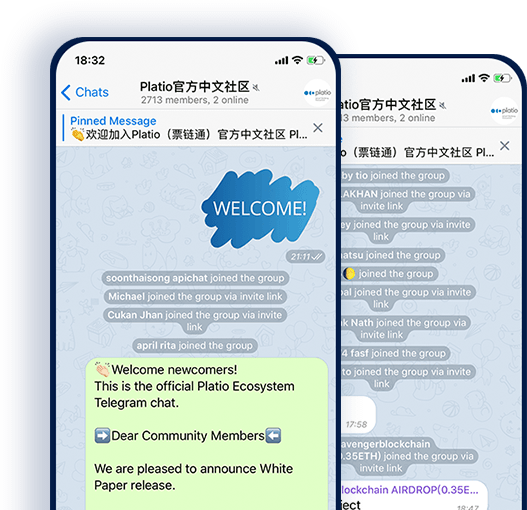 18:32
Chats
Platio官方中文社区
2713 members, 2 online
Pinned Message
👏欢迎加入Platio（票链通）官方中文社区 Pl...
platio
WELCOME!
21:11
soonthaisong apichat joined the group
Michael joined the group via invite link
Cukan Jhan joined the group via invite
link
april rita joined the group
👏🏻Welcome newcomers!
This is the official Platio Ecosystem
Telegram chat.
➡️Dear Community Members⬅️
We are pleased to announce White
Paper release.
atio官方中文社区
13 members, 2 online
platio
o（票链通）官方中文社区 Pl...
by tio joined the group
AKHAN joined the group via
invite link
ey joined the group via invite
link
atsu joined the group
🌓 joined the group
oal joined the group via invite
link
k Nath joined the group via
invite link
4 fasf joined the group
to joined the group via invite
link
17:58
avengerblockchain
0.35ETH) joined the group via
invite link
lockchain AIRDROP(0.35E...
ject
18:47